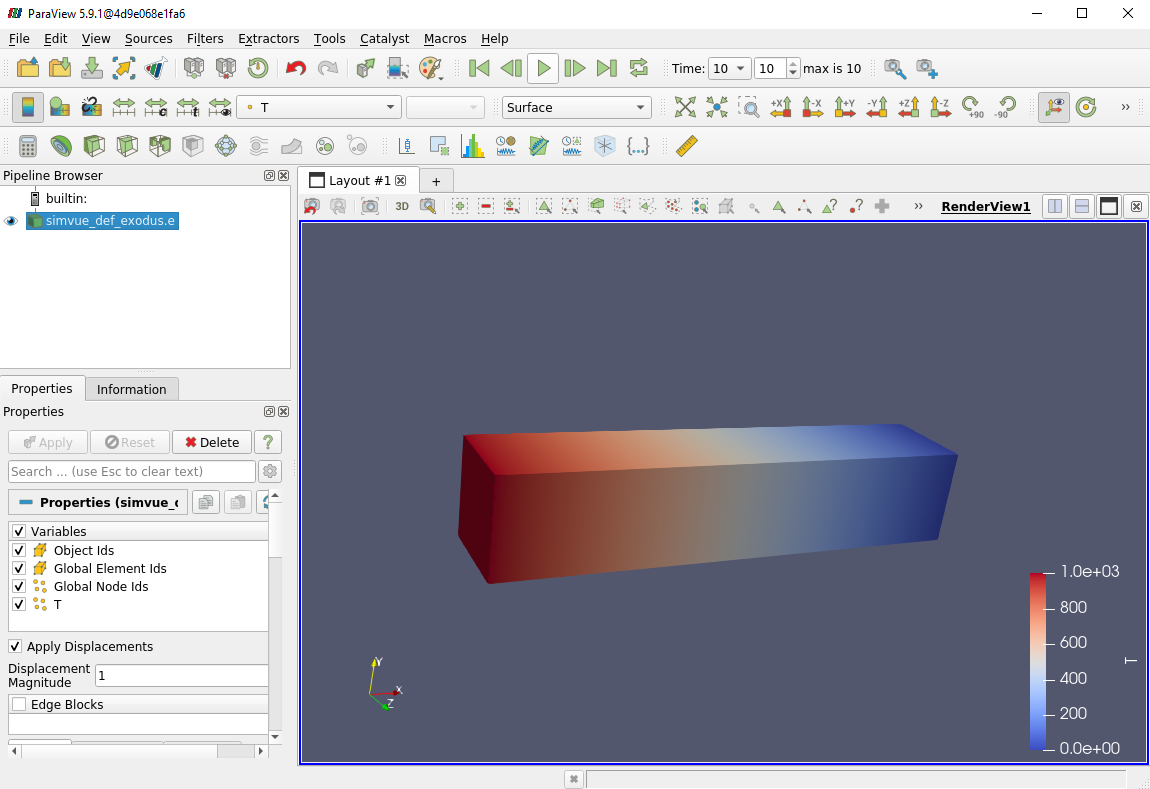 ParaView 5.9.1@4d9e068e1fa6
File Edit View Sources Filters Extractors Tools Catalyst Macros Help
Time: 10 10 max is 10
T Surface +X -X +Y -Y +Z -Z +90 -90 »
Pipeline Browser
builtin:
simvue_def_exodus.e
Layout #1 +
3D » RenderView1
Properties Information
Properties
Apply Reset Delete ?
Search ... (use Esc to clear text)
Properties (simvue_
Variables
Object Ids
Global Element Ids
Global Node Ids
T
Apply Displacements
Displacement
Magnitude 1
Edge Blocks
Y
X
Z
1.0e+03
800
600
400
200
0.0e+00
T